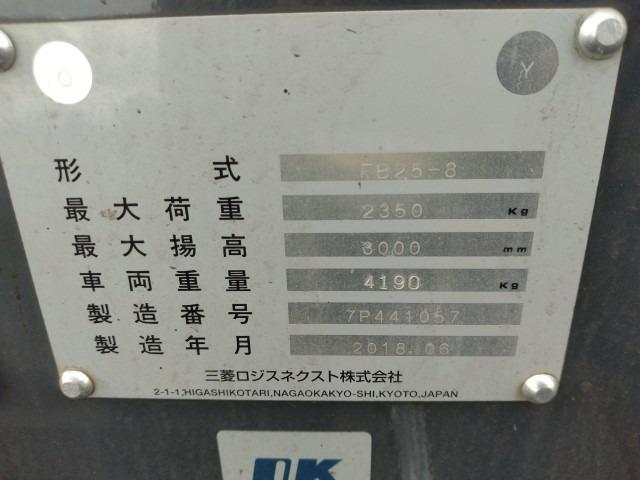 O Y
形式 FB25-8
最大荷重 2350 Kg
最大揚高 3000 mm
車両重量 4190 Kg
製造番号 7P441057
製造年月 2018.06
三菱ロジスネクスト株式会社
2-1-1,HIGASHIKOTARI,NAGAOKAKYO-SHI,KYOTO,JAPAN